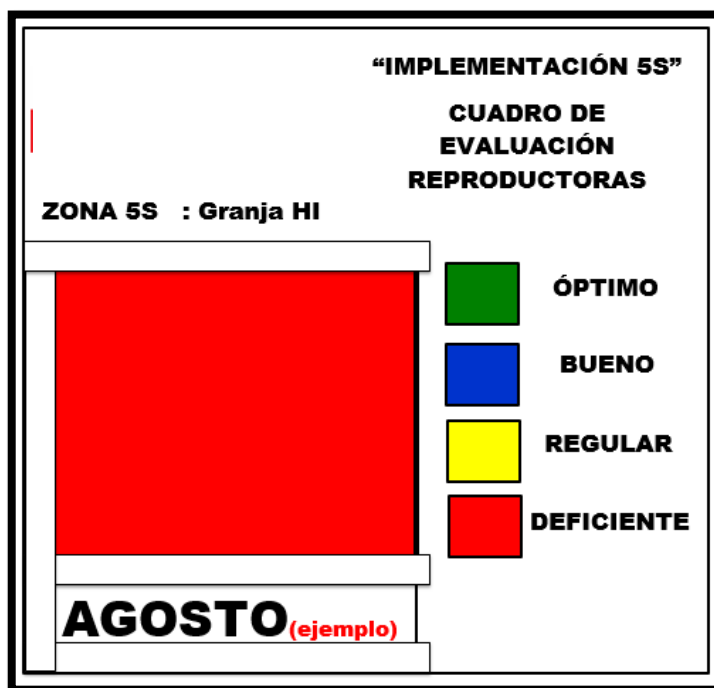 “IMPLEMENTACIÓN 5S”
CUADRO DE
EVALUACIÓN
REPRODUCTORAS
ZONA 5S : Granja HI
ÓPTIMO
BUENO
REGULAR
DEFICIENTE
AGOSTO(ejemplo)